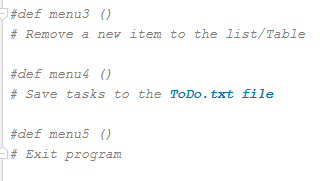 #def menu3 ()
# Remove a new item to the list/Table
#def menu4 ()
# Save tasks to the ToDo.txt file
#def menu5 ()
# Exit program